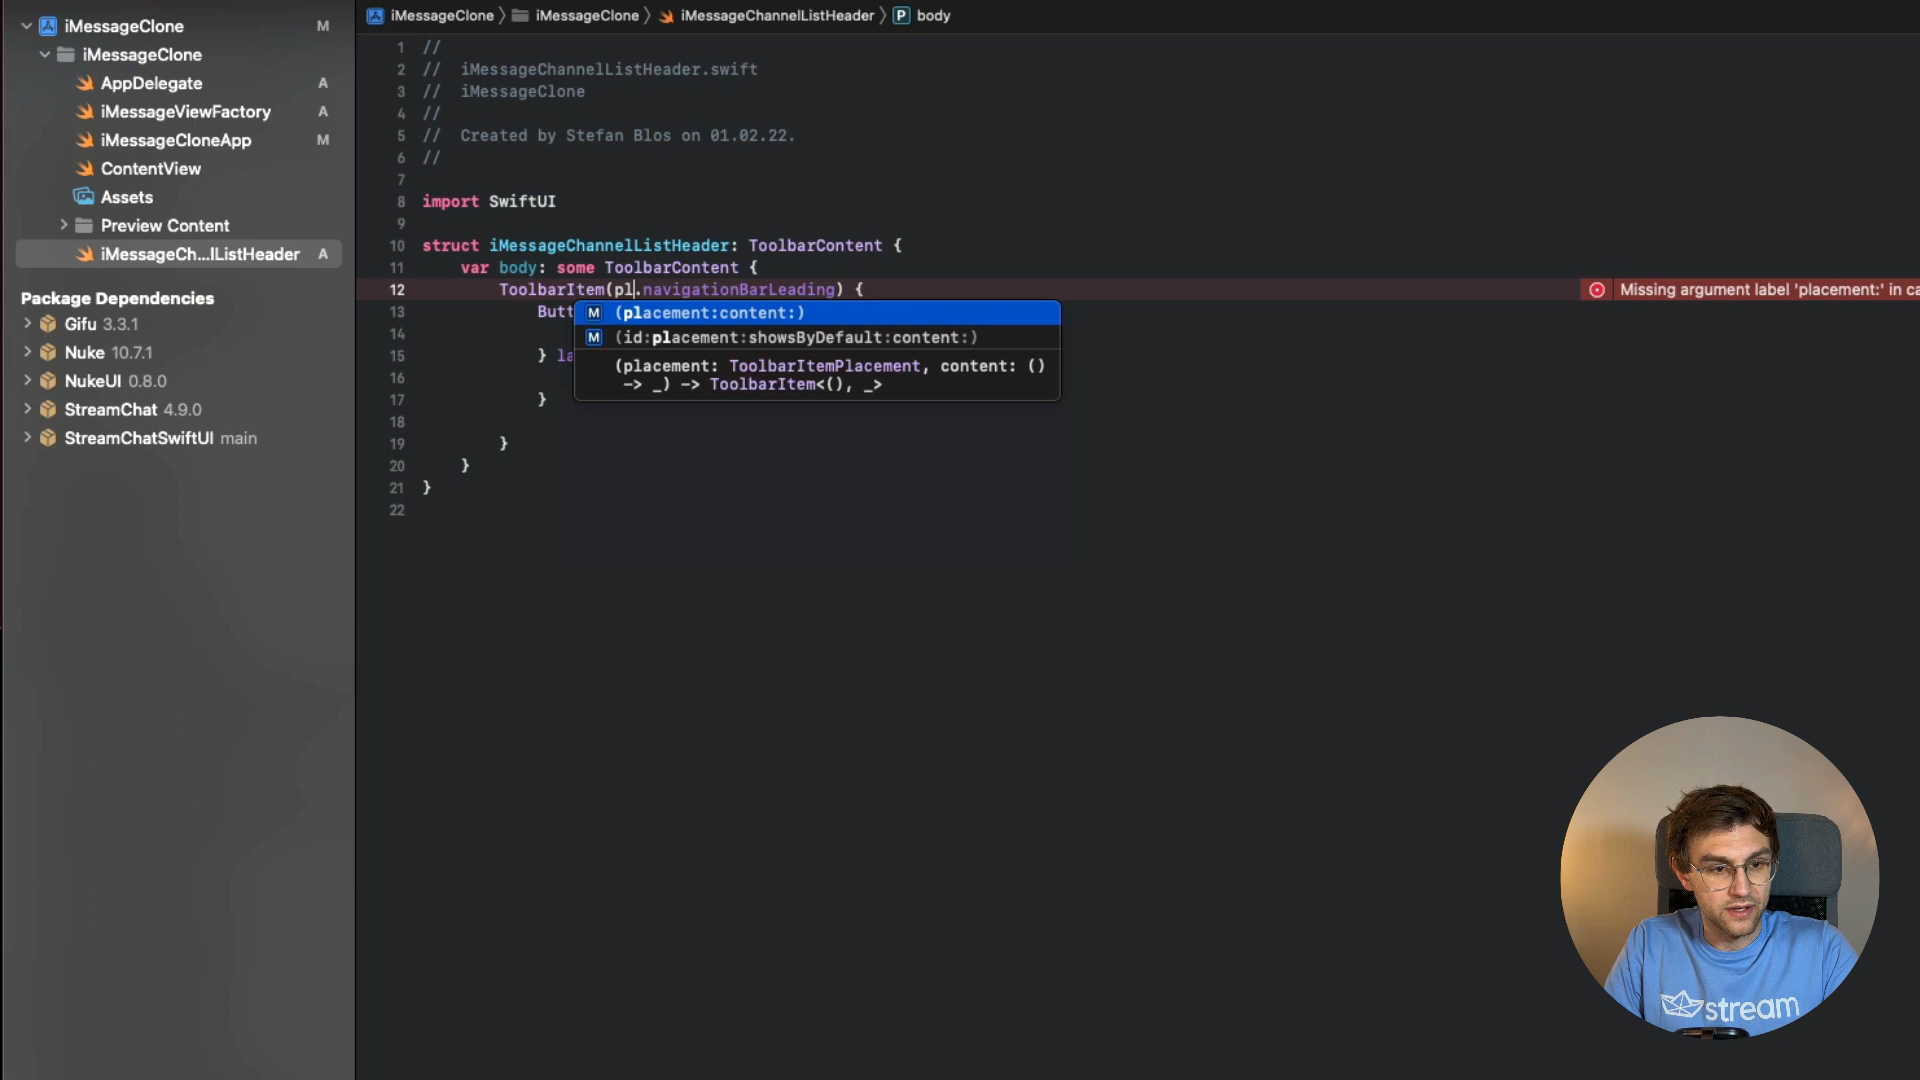 iMessageClone M
iMessageClone
AppDelegate A
iMessageViewFactory A
iMessageCloneApp M
ContentView
Assets
Preview Content
iMessageCh...lListHeader A
Package Dependencies
Gifu 3.3.1
Nuke 10.7.1
NukeUI 0.8.0
StreamChat 4.9.0
StreamChatSwiftUI main
iMessageClone 〉 iMessageClone 〉 iMessageChannelListHeader 〉 P body
1 //
2 // iMessageChannelListHeader.swift
3 // iMessageClone
4 //
5 // Created by Stefan Blos on 01.02.22.
6 //
7
8 import SwiftUI
9
10 struct iMessageChannelListHeader: ToolbarContent {
11 var body: some ToolbarContent {
12 ToolbarItem(pl.navigationBarLeading) {
Missing argument label 'placement:' in ca
13 Butt
M (placement:content:)
14
M (id:placement:showsByDefault:content:)
15 } la
(placement: ToolbarItemPlacement, content: ()
16
-> _) -> ToolbarItem<(), _>
17 }
18
19 }
20 }
21 }
22
stream